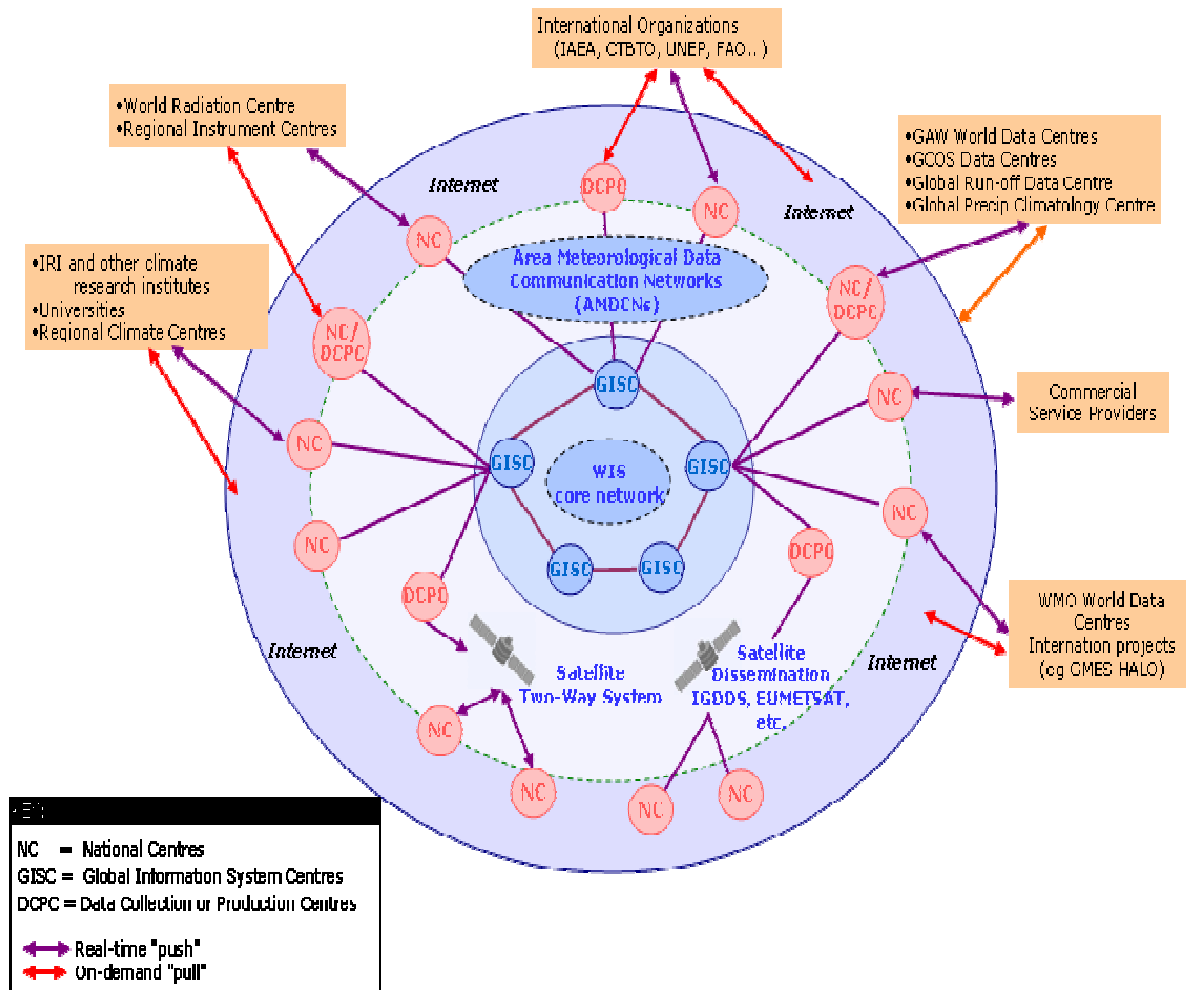 International Organizations
(IAEA, CTBTO, UNEP, FAO.. )
•World Radiation Centre
•Regional Instrument Centres
•GAW World Data Centres
•GCOS Data Centres
•Global Run-off Data Centre
•Global Precip Climatology Centre
Internet
Internet
DCPC
NC
NC
•IRI and other climate
research institutes
•Universities
•Regional Climate Centres
Area Meteorological Data
Communication Networks
(AMDCNs)
NC/
DCPC
NC/
DCPC
GISC
NC
Commercial
Service Providers
NC
GISC
GISC
WIS
core network
NC
NC
DCPC
GISC
GISC
DCPC
WMO World Data
Centres
Internation projects
(eg GMES HALO)
Internet
Internet
Satellite
Two-Way System
Satellite
Dissemination
IGDDS, EUMETSAT,
etc,
NC
NC
NC
NC
NC = National Centres
GISC = Global Information System Centres
DCPC = Data Collection or Production Centres
Real-time "push"
On-demand "pull"